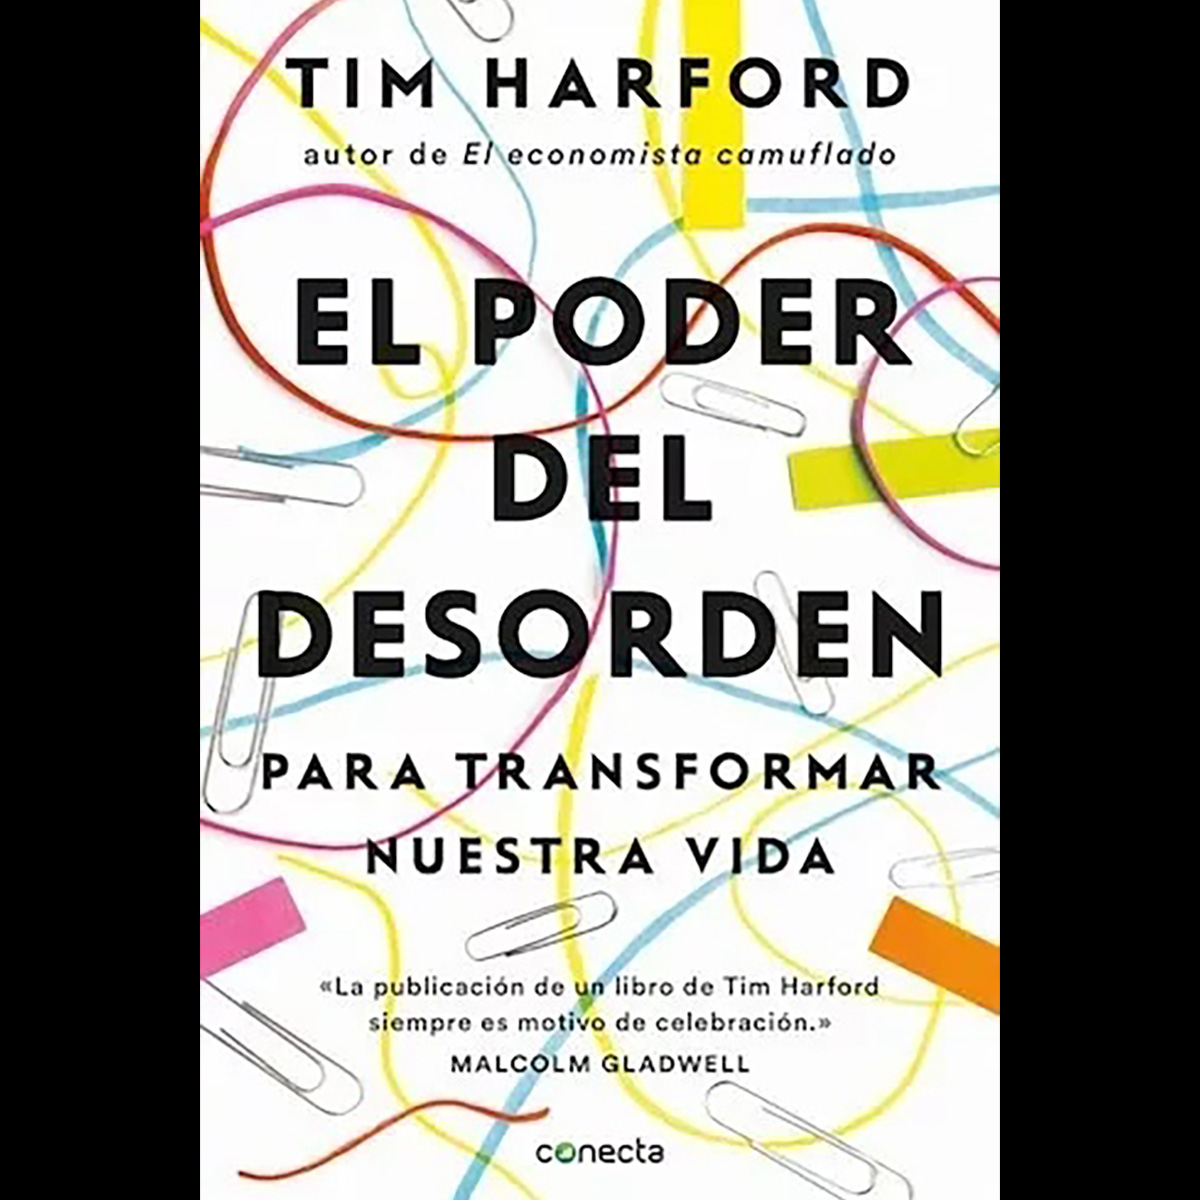 TIM HARFORD
autor de El economista camuflado
EL PODER
DEL
DESORDEN
PARA TRANSFORMAR
NUESTRA VIDA
«La publicación de un libro de Tim Harford
siempre es motivo de celebración.»
MALCOLM GLADWELL
conecta